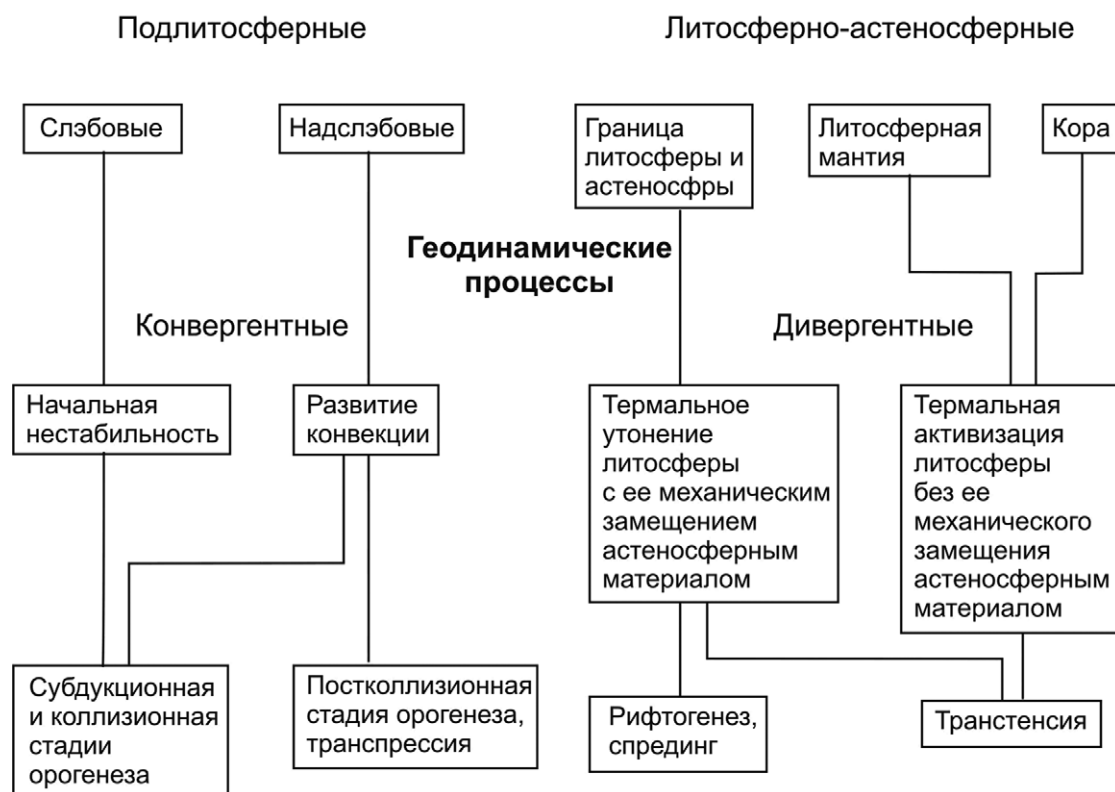 Подлитосферные
Литосферно-астеносферные
Слэбовые
Надслэбовые
Граница
литосферы и
астеносфры
Литосферная
мантия
Кора
Геодинамические
процессы
Конвергентные
Дивергентные
Начальная
нестабильность
Развитие
конвекции
Термальное
утонение
литосферы
с ее механическим
замещением
астеносферным
материалом
Термальная
активизация
литосферы
без ее
механического
замещения
астеносферным
материалом
Субдукционная
и коллизионная
стадии
орогенеза
Постколлизионная
стадия орогенеза,
транспрессия
Рифтогенез,
спрединг
Транстенсия